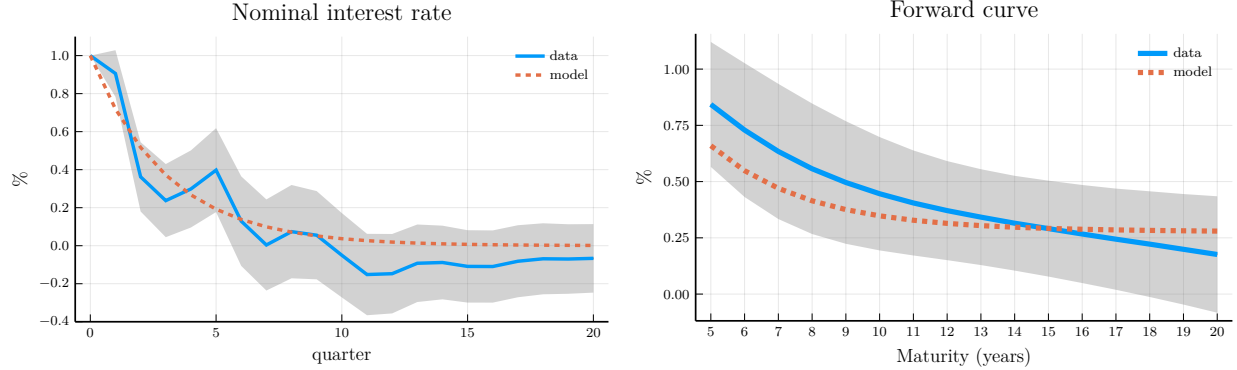 Nominal interest rate
data
model
1.0
0.8
0.6
0.4
0.2
0.0
−0.2
−0.4
%
0 5 10 15 20
quarter
Forward curve
data
model
1.00
0.75
0.50
0.25
0.00
%
5 6 7 8 9 10 11 12 13 14 15 16 17 18 19 20
Maturity (years)